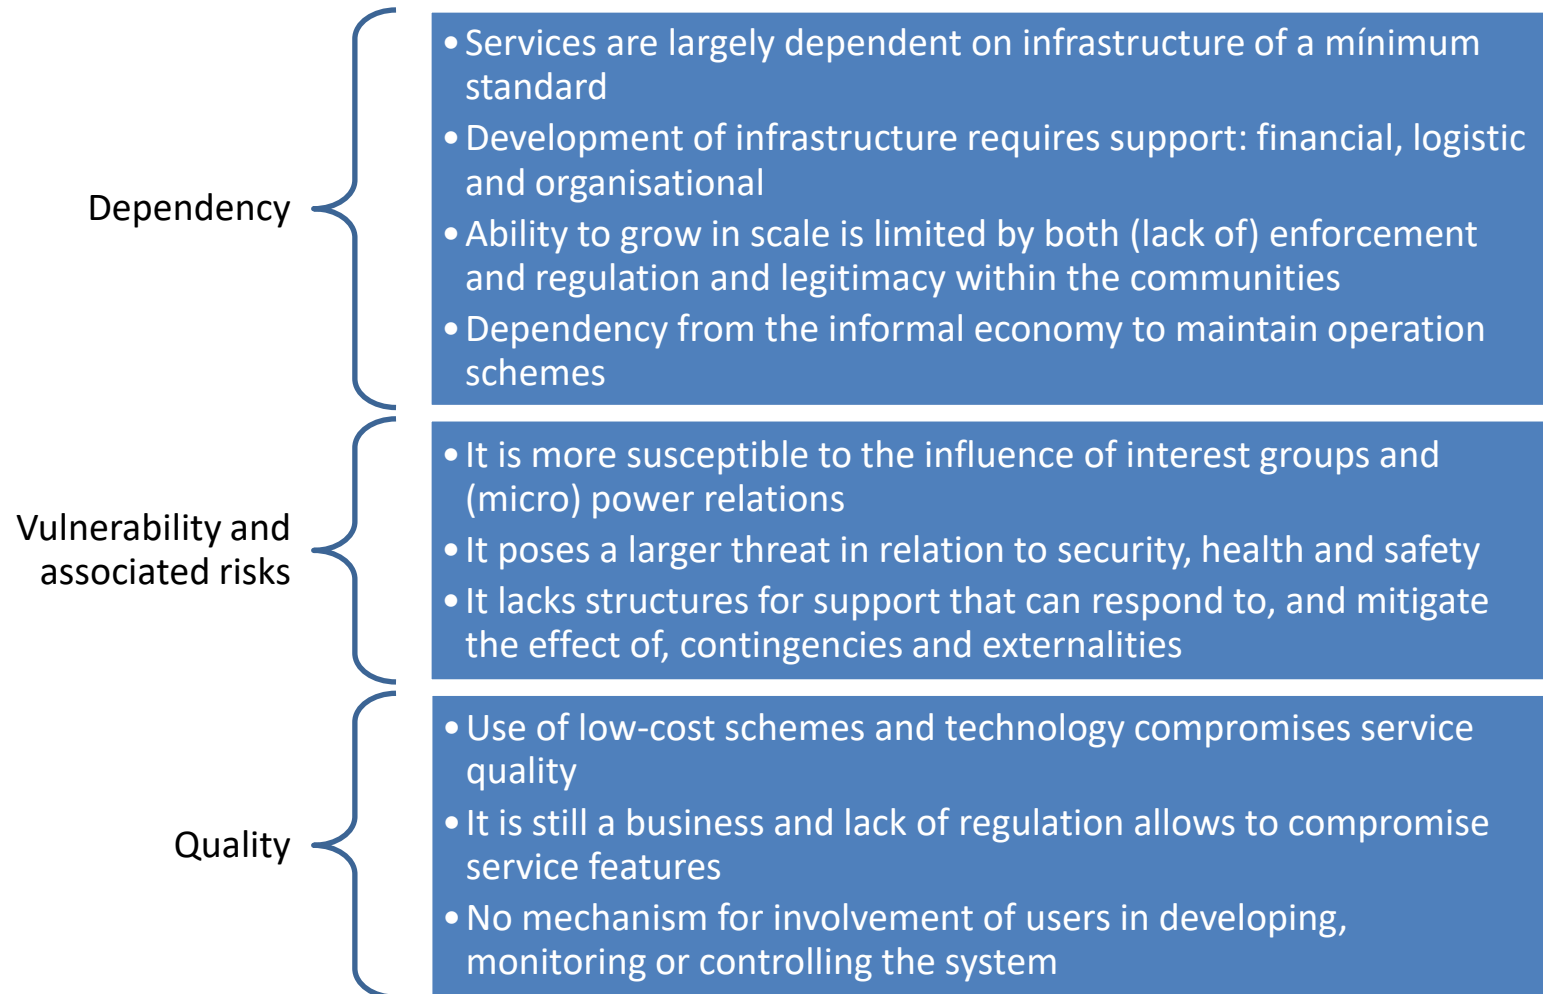 Dependency
• Services are largely dependent on infrastructure of a mínimum
standard
• Development of infrastructure requires support: financial, logistic
and organisational
• Ability to grow in scale is limited by both (lack of) enforcement
and regulation and legitimacy within the communities
• Dependency from the informal economy to maintain operation
schemes
Vulnerability and
associated risks
• It is more susceptible to the influence of interest groups and
(micro) power relations
• It poses a larger threat in relation to security, health and safety
• It lacks structures for support that can respond to, and mitigate
the effect of, contingencies and externalities
Quality
• Use of low-cost schemes and technology compromises service
quality
• It is still a business and lack of regulation allows to compromise
service features
• No mechanism for involvement of users in developing,
monitoring or controlling the system